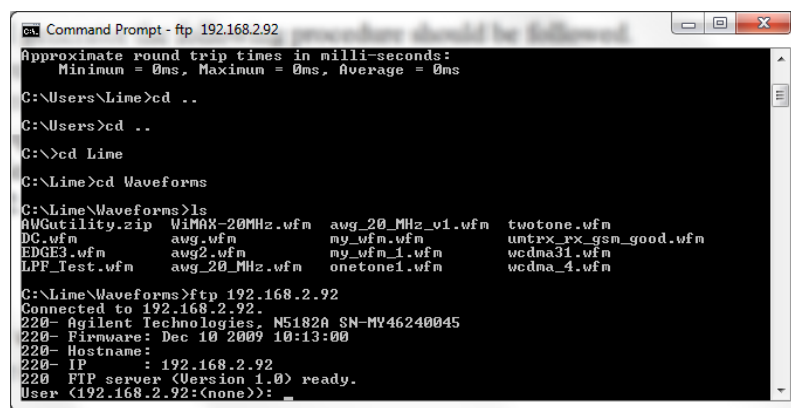 Command Prompt - ftp 192.168.2.92
procedure should be followed.
Approximate round trip times in milli-seconds:
    Minimum = 0ms, Maximum = 0ms, Average = 0ms
C:\Users\Lime>cd ..
C:\Users>cd ..
C:\>cd Lime
C:\Lime>cd Waveforms
C:\Lime\Waveforms>ls
AWGutility.zip  WiMAX-20MHz.wfm  awg_20_MHz_v1.wfm  twotone.wfm
DC.wfm          awg.wfm          my_wfm.wfm         umtrx_rx_gsm_good.wfm
EDGE3.wfm       awg2.wfm         my_wfm_1.wfm       wcdma31.wfm
LPF_Test.wfm    awg_20_MHz.wfm   onetone1.wfm       wcdma_4.wfm
C:\Lime\Waveforms>ftp 192.168.2.92
Connected to 192.168.2.92.
220- Agilent Technologies, N5182A SN-MY46240045
220- Firmware: Dec 10 2009 10:13:00
220- Hostname:
220- IP      : 192.168.2.92
220  FTP server (Version 1.0) ready.
User (192.168.2.92:(none)): _